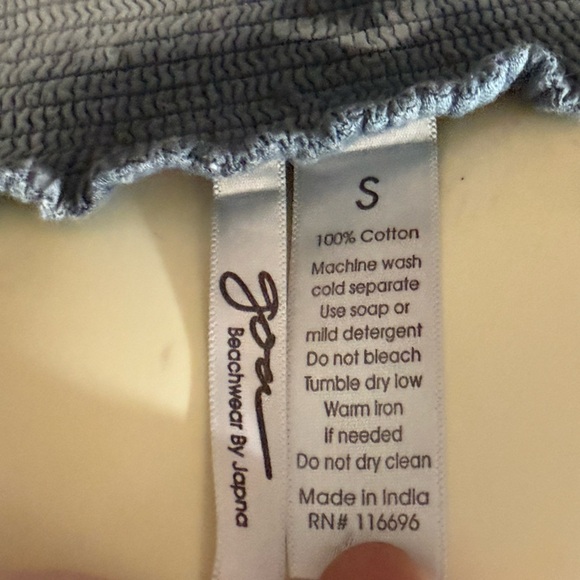 goa
Beachwear By Japna
S
100% Cotton
Machine wash
cold separate
Use soap or
mild detergent
Do not bleach
Tumble dry low
Warm iron
if needed
Do not dry clean
Made in India
RN# 116696